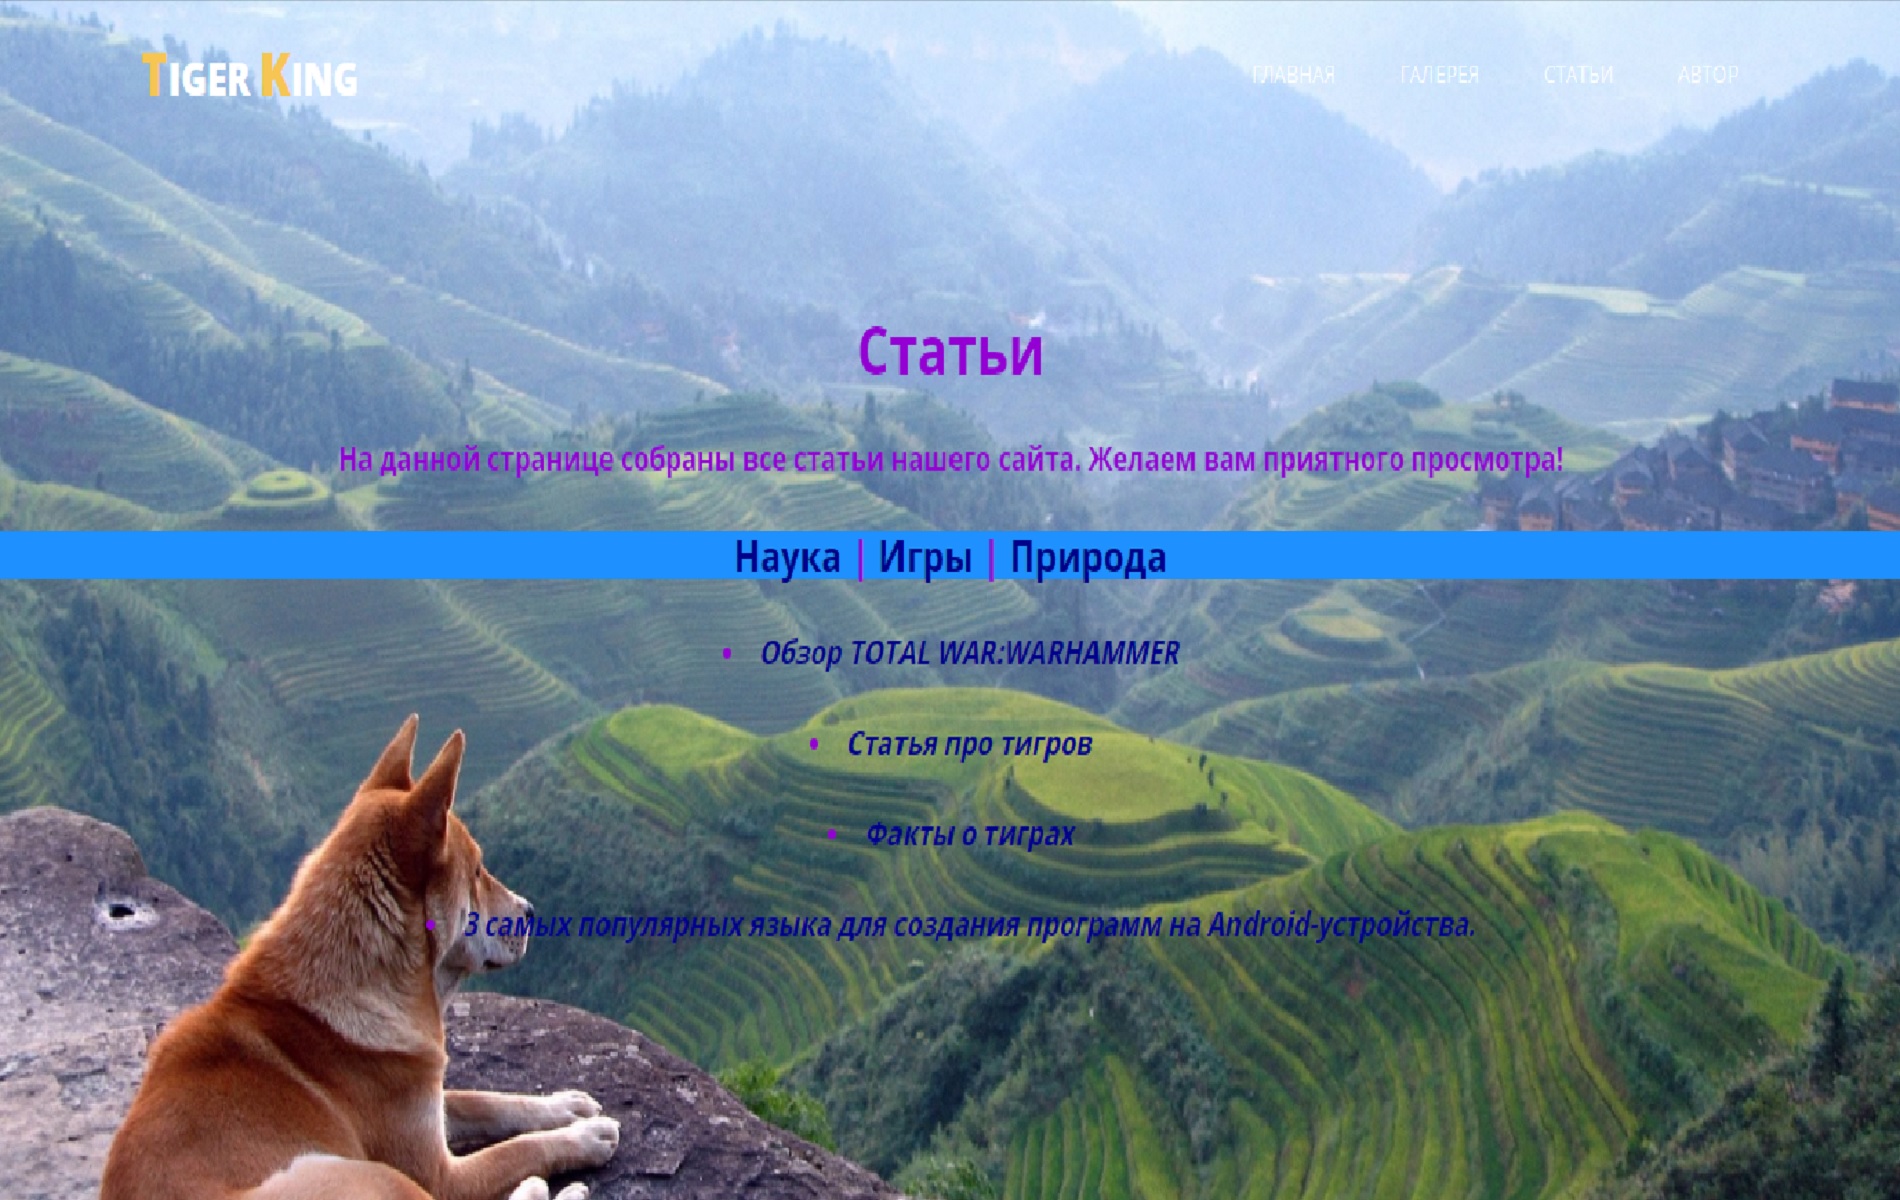 TIGER KING
ГЛАВНАЯ ГАЛЕРЕЯ СТАТЬИ АВТОР
Статьи
На данной странице собраны все статьи нашего сайта. Желаем вам приятного просмотра!
Наука | Игры | Природа
• Обзор TOTAL WAR:WARHAMMER
• Статья про тигров
• Факты о тиграх
• 3 самых популярных языка для создания программ на Android-устройства.